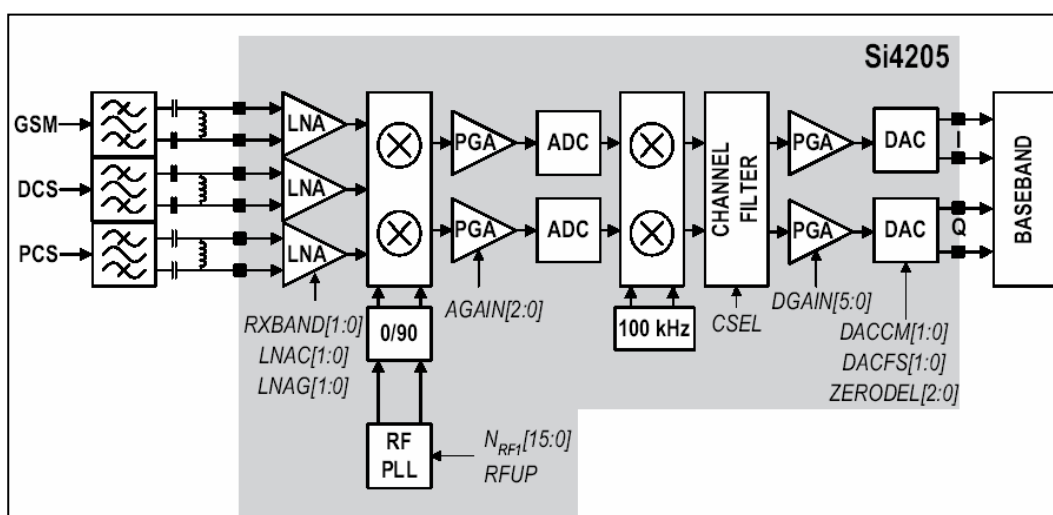 Si4205
GSM
DCS
PCS
LNA
LNA
LNA
PGA
PGA
ADC
ADC
CHANNEL
FILTER
PGA
PGA
DAC
DAC
I
Q
BASEBAND
RXBAND[1:0]
LNAC[1:0]
LNAG[1:0]
0/90
AGAIN[2:0]
100 kHz
CSEL
DGAIN[5:0]
DACCM[1:0]
DACFS[1:0]
ZERODEL[2:0]
RF
PLL
NRF1[15:0]
RFUP